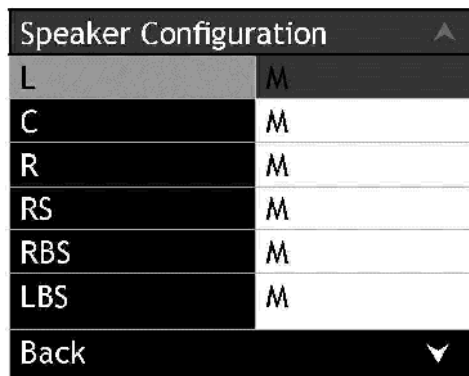 Speaker Configuration
L M
C M
R M
RS M
RBS M
LBS M
Back